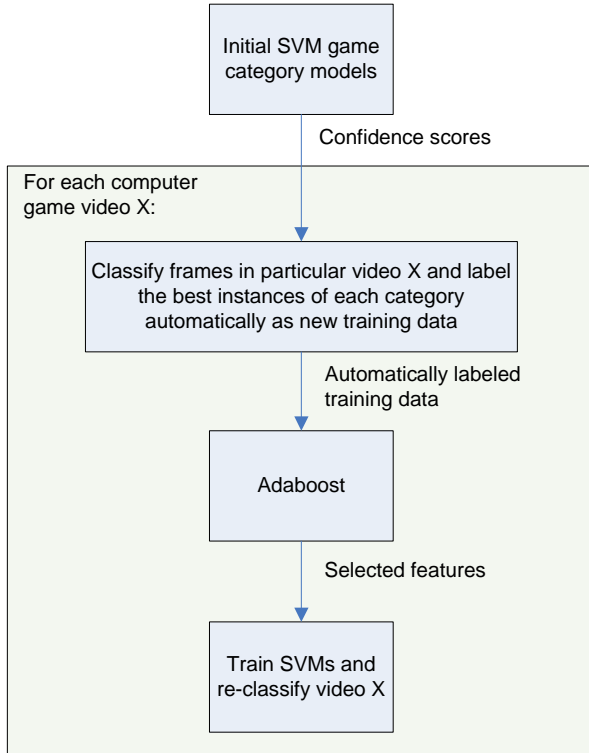 Initial SVM game
category models
Confidence scores
For each computer
game video X:
Classify frames in particular video X and label
the best instances of each category
automatically as new training data
Automatically labeled
training data
Adaboost
Selected features
Train SVMs and
re-classify video X